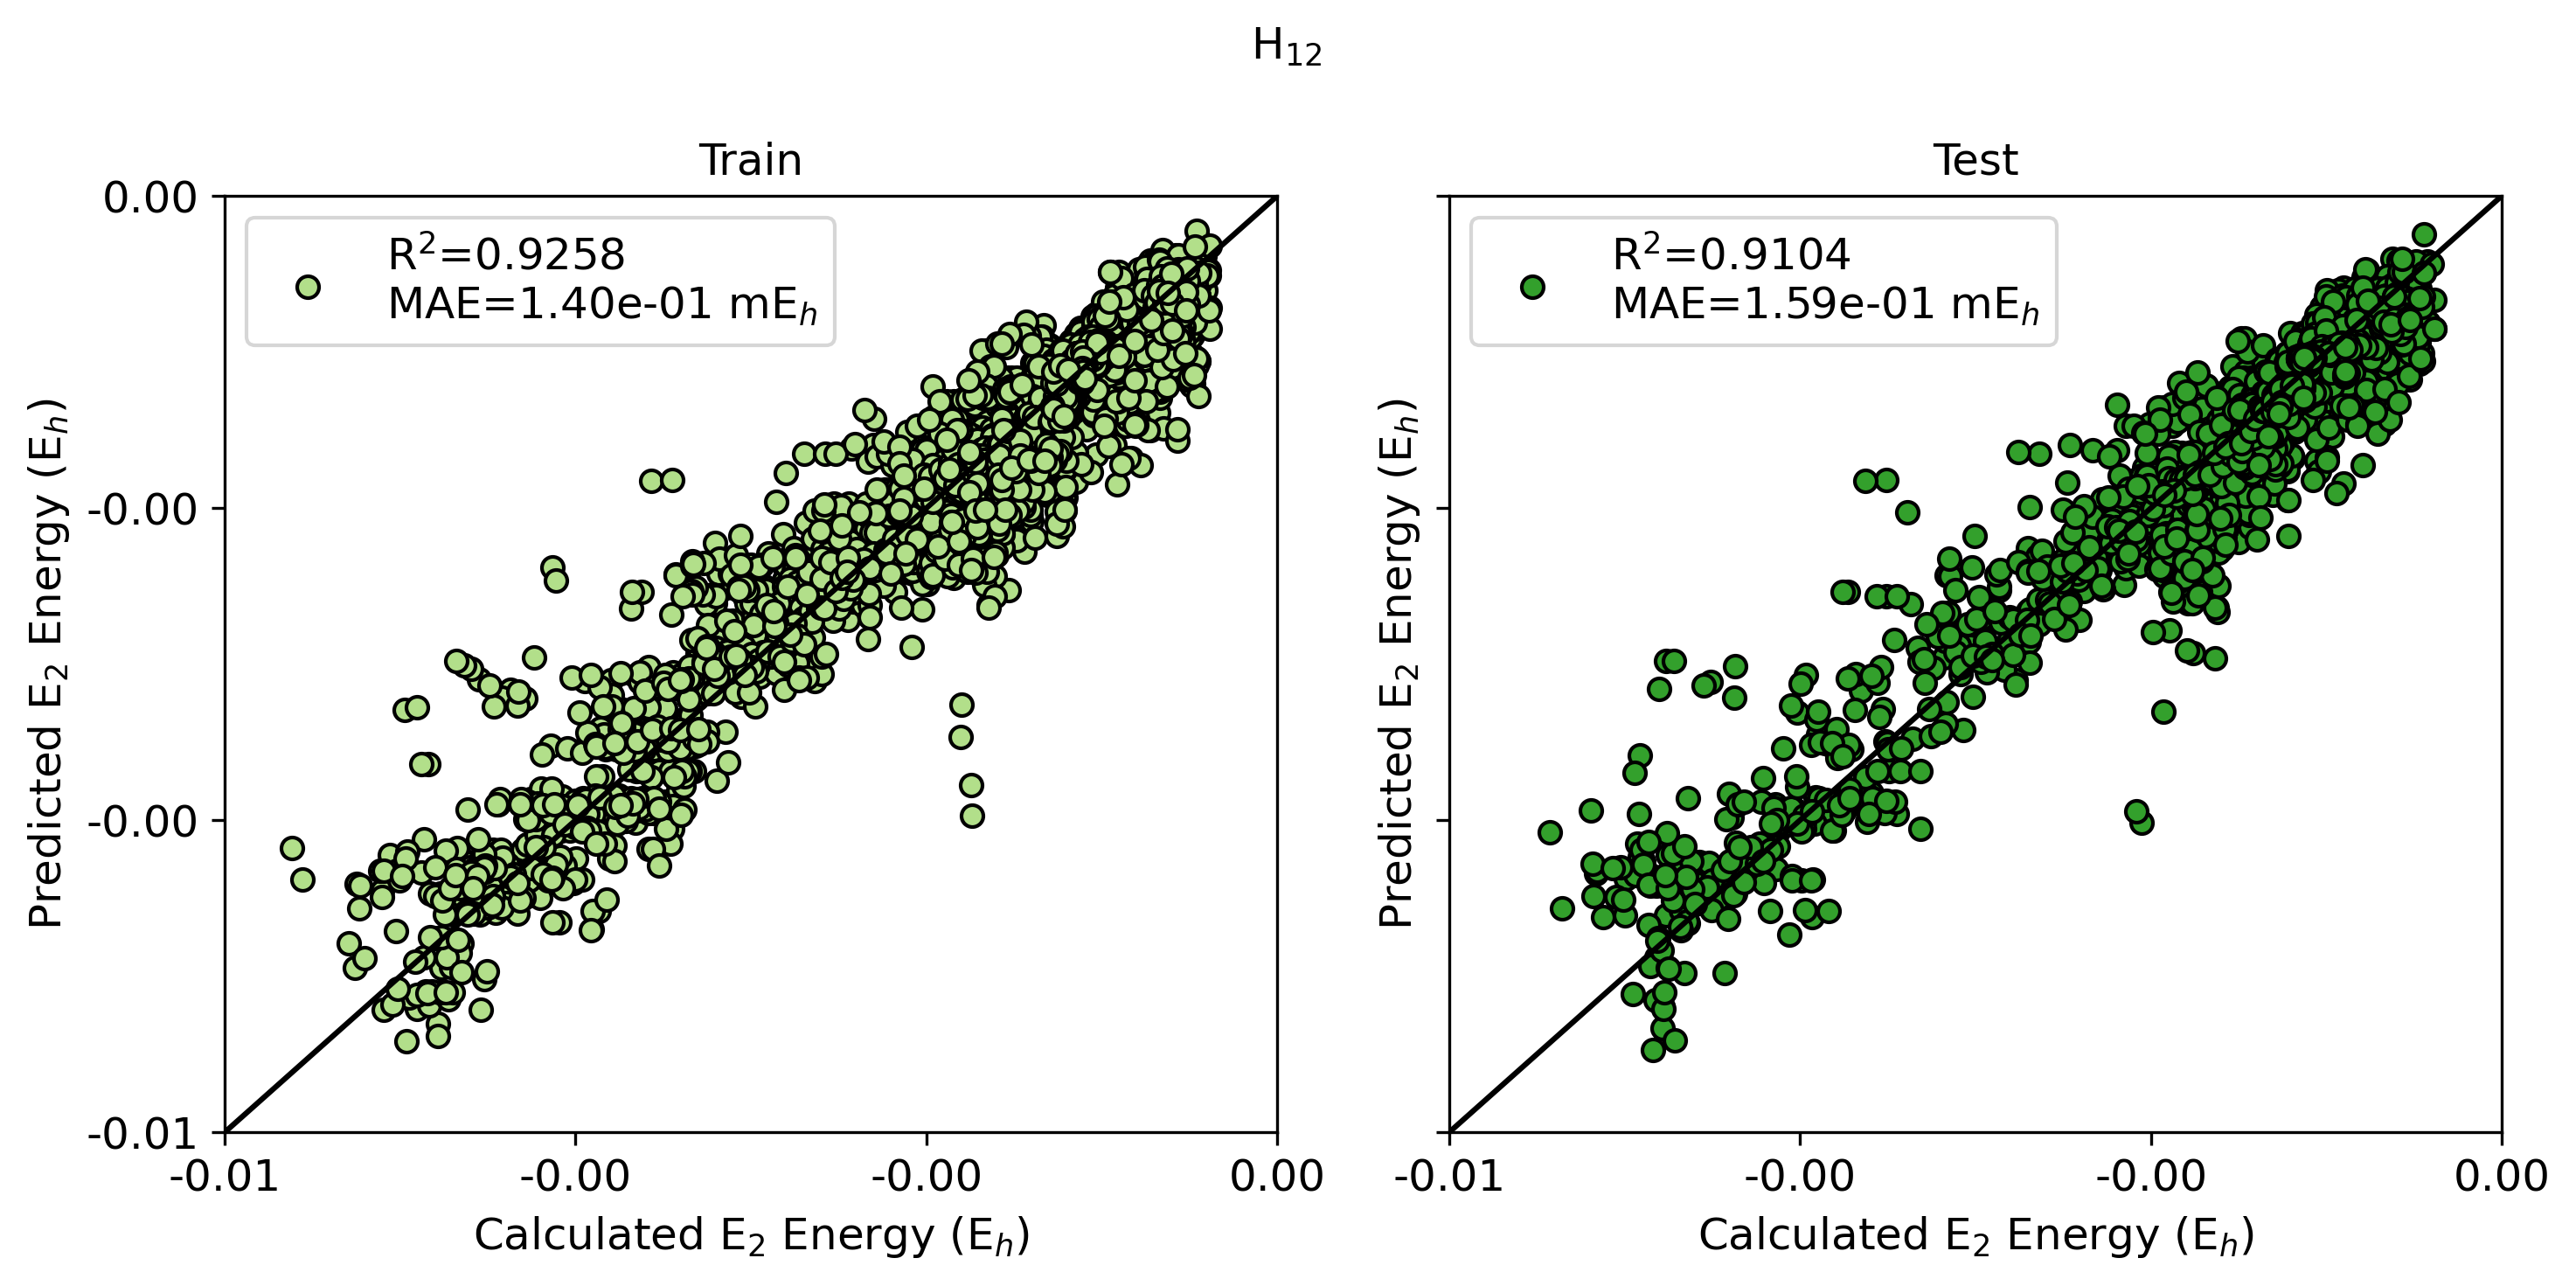 H₁₂
Train
R²=0.9258
MAE=1.40e-01 mEₕ
0.00
-0.00
-0.00
-0.01
Predicted E₂ Energy (Eₕ)
-0.01 -0.00 -0.00 0.00
Calculated E₂ Energy (Eₕ)
Test
R²=0.9104
MAE=1.59e-01 mEₕ
Predicted E₂ Energy (Eₕ)
-0.01 -0.00 -0.00 0.00
Calculated E₂ Energy (Eₕ)